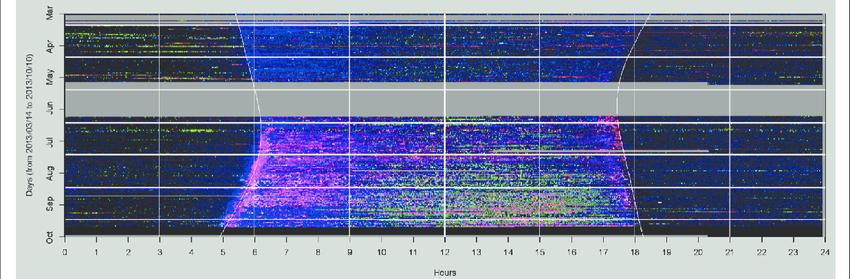 Days (from 2013/03/14 to 2013/10/10)
Mar
Apr
May
Jun
Jul
Aug
Sep
Oct
0 1 2 3 4 5 6 7 8 9 10 11 12 13 14 15 16 17 18 19 20 21 22 23 24
Hours